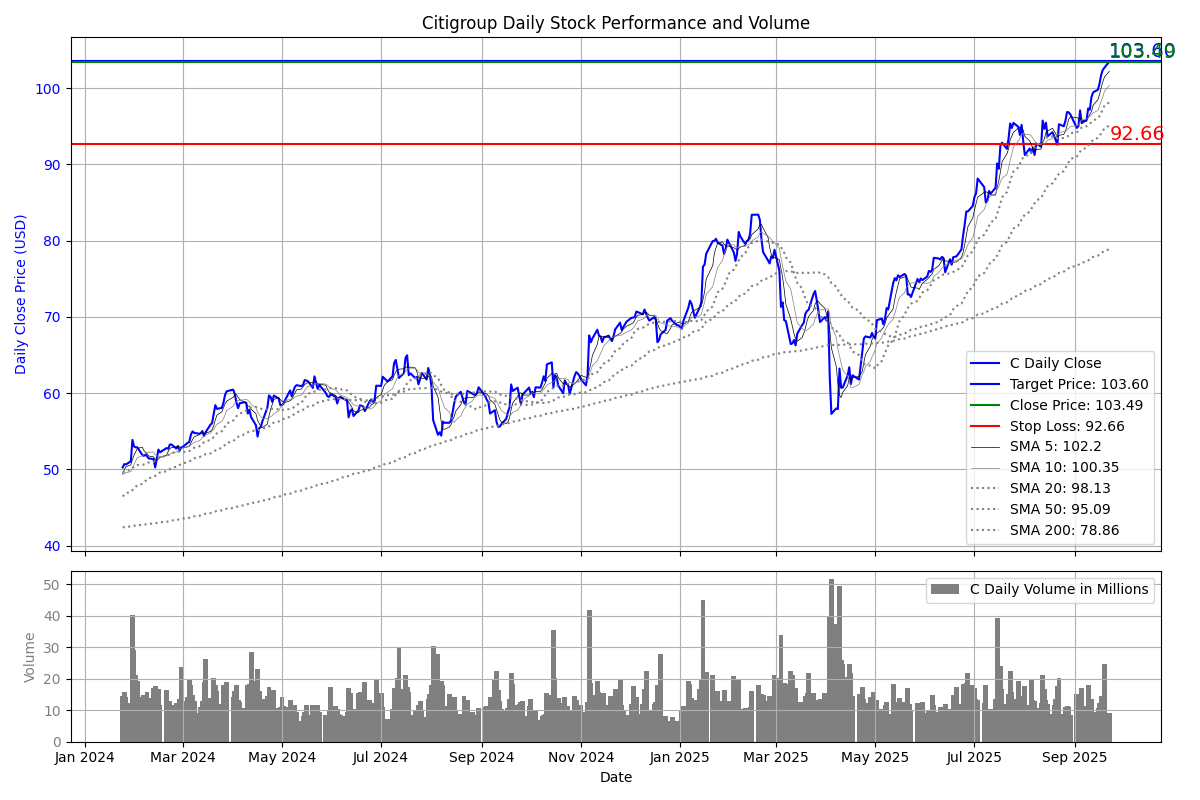 Citigroup Daily Stock Performance and Volume
103.60
103.49
92.66
Daily Close Price (USD)
100
90
80
70
60
50
40
C Daily Close
Target Price: 103.60
Close Price: 103.49
Stop Loss: 92.66
SMA 5: 102.2
SMA 10: 100.35
SMA 20: 98.13
SMA 50: 95.09
SMA 200: 78.86
Volume
50
40
30
20
10
0
C Daily Volume in Millions
Jan 2024
Mar 2024
May 2024
Jul 2024
Sep 2024
Nov 2024
Jan 2025
Mar 2025
May 2025
Jul 2025
Sep 2025
Date